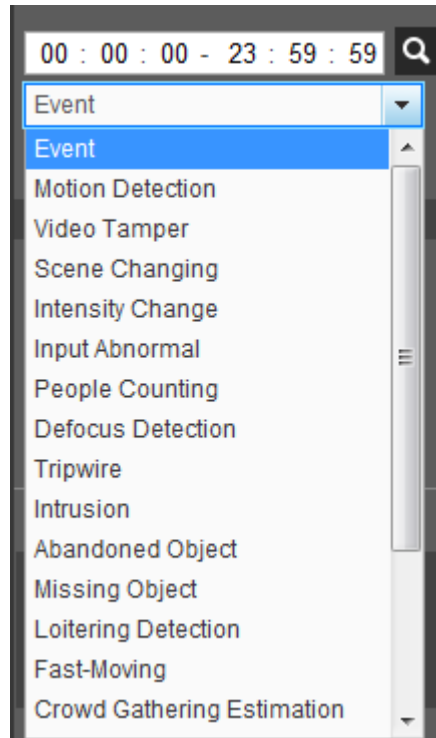 00 : 00 : 00 - 23 : 59 : 59
Event
Event
Motion Detection
Video Tamper
Scene Changing
Intensity Change
Input Abnormal
People Counting
Defocus Detection
Tripwire
Intrusion
Abandoned Object
Missing Object
Loitering Detection
Fast-Moving
Crowd Gathering Estimation